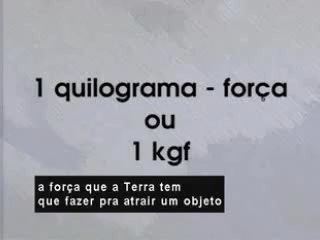 1 quilograma - força
ou
1 kgf
a força que a Terra tem
que fazer pra atrair um objeto